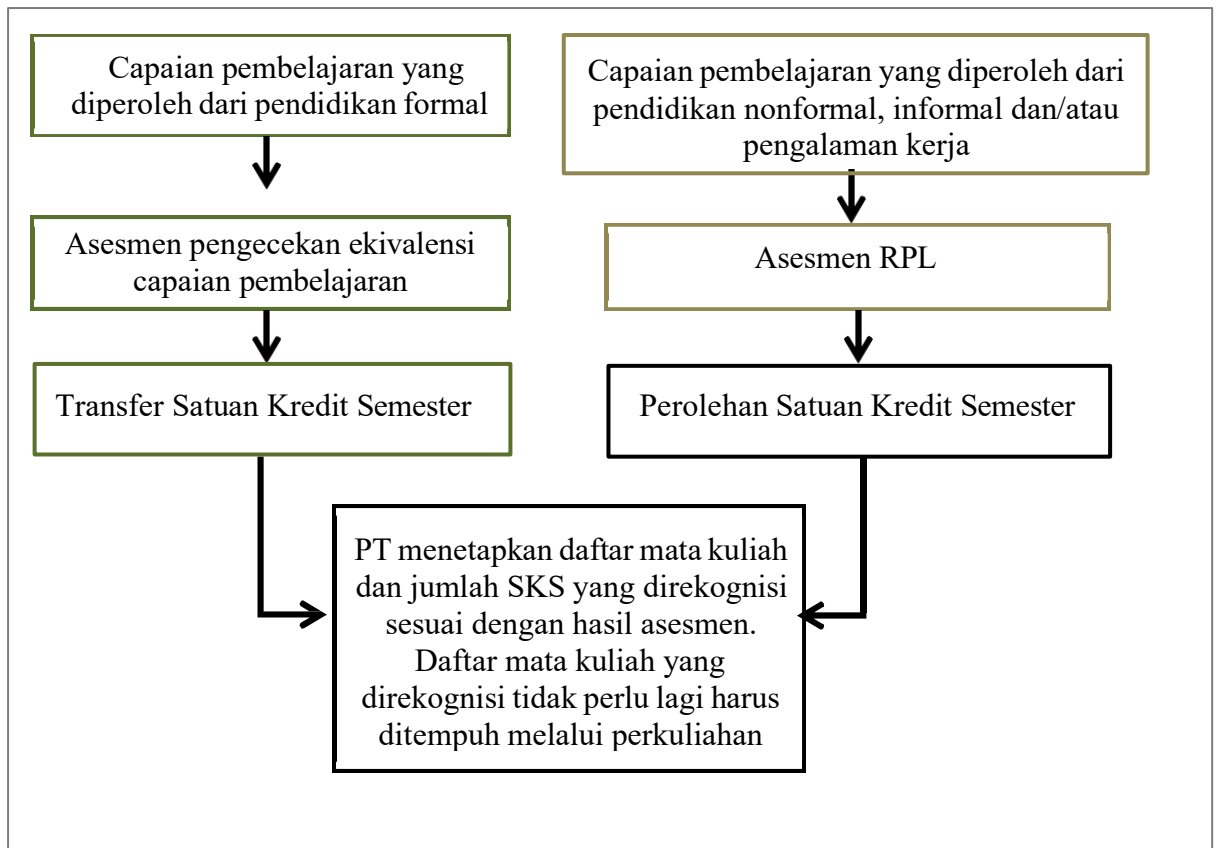 Capaian pembelajaran yang
diperoleh dari pendidikan formal
Asesmen pengecekan ekivalensi
capaian pembelajaran
Transfer Satuan Kredit Semester
Capaian pembelajaran yang diperoleh dari
pendidikan nonformal, informal dan/atau
pengalaman kerja
Asesmen RPL
Perolehan Satuan Kredit Semester
PT menetapkan daftar mata kuliah
dan jumlah SKS yang direkognisi
sesuai dengan hasil asesmen.
Daftar mata kuliah yang
direkognisi tidak perlu lagi harus
ditempuh melalui perkuliahan